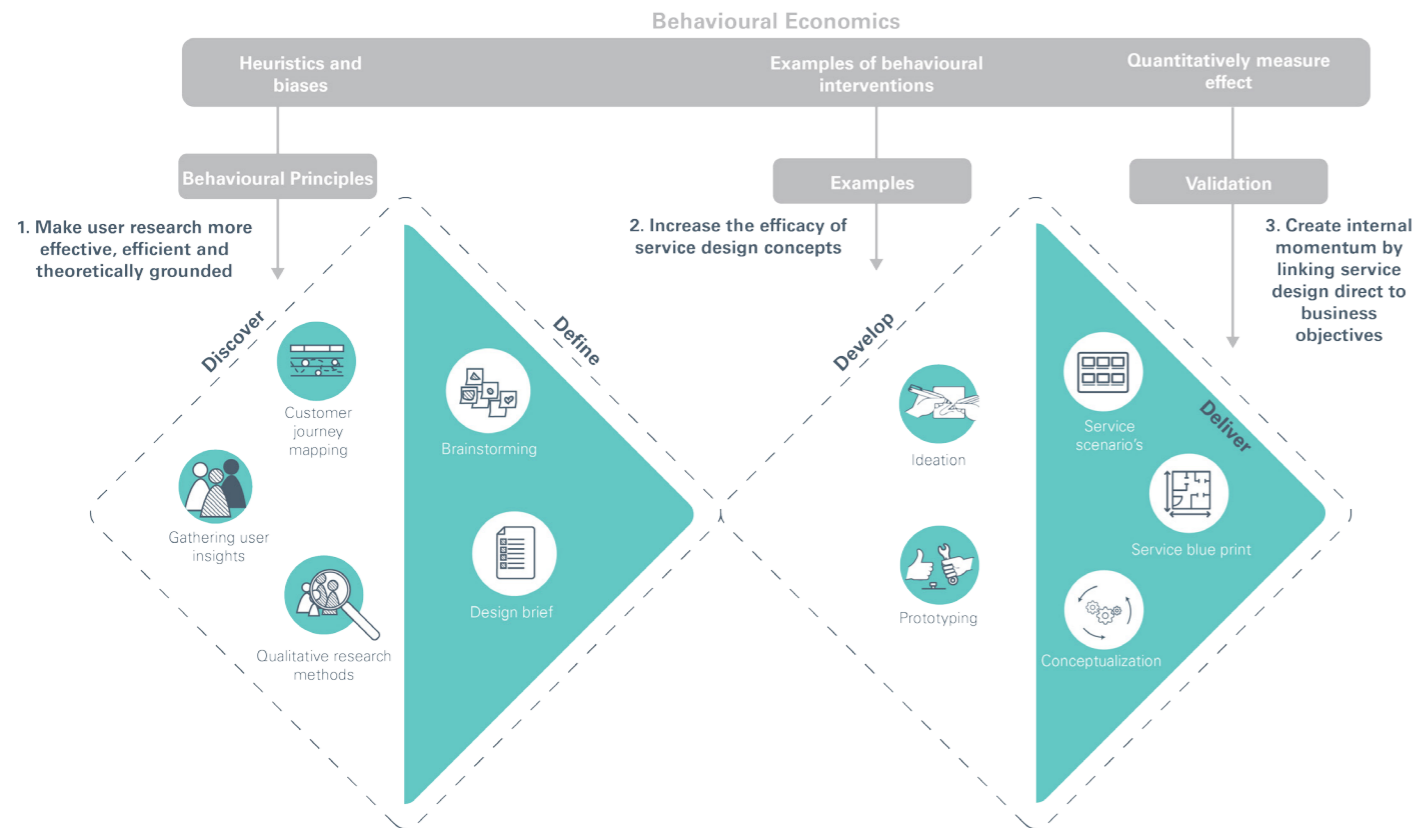 Behavioural Economics
Heuristics and
biases
Examples of behavioural
interventions
Quantitatively measure
effect
Behavioural Principles
Examples
Validation
1. Make user research more
effective, efficient and
theoretically grounded
2. Increase the efficacy of
service design concepts
3. Create internal
momentum by
linking service
design direct to
business
objectives
Discover
Customer
journey
mapping
Gathering user
insights
Qualitative research
methods
Define
Brainstorming
Design brief
Develop
Ideation
Prototyping
Deliver
Service
scenario's
Service blue print
Conceptualization